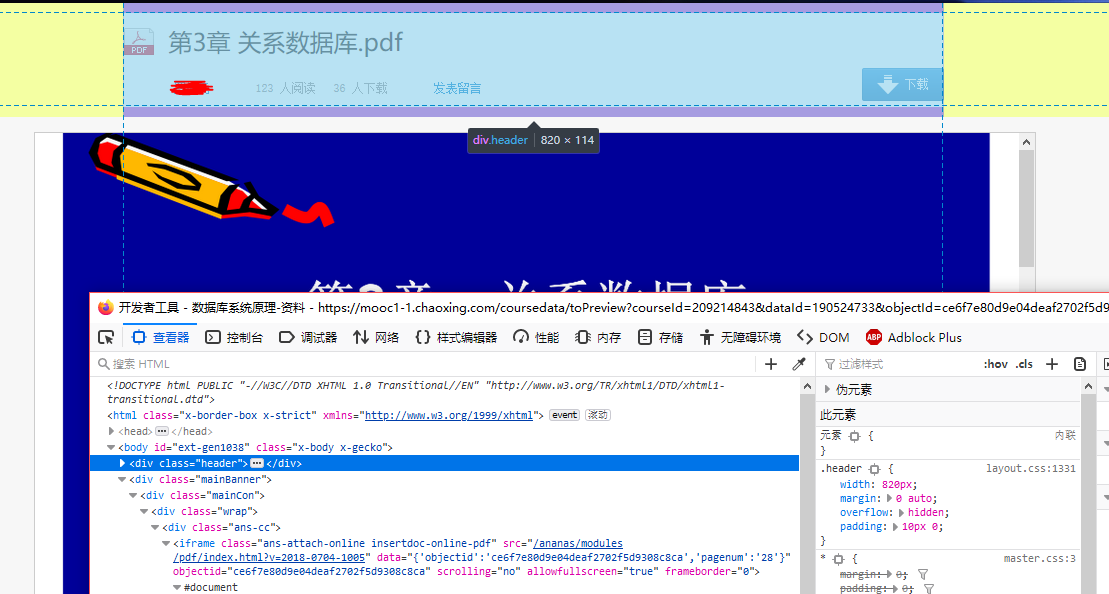 PDF
第3章 关系数据库.pdf
123 人阅读 36 人下载 发表留言
下载
div.header 820 × 114
第3章 关系数据库
开发者工具 - 数据库系统原理-资料 - https://mooc1-1.chaoxing.com/coursedata/toPreview?courseId=209214843&dataId=190524733&objectId=ce6f7e80d9e04deaf2702f5d9
查看器 控制台 调试器 网络 样式编辑器 性能 内存 存储 无障碍环境 DOM ABP Adblock Plus
搜索 HTML
<!DOCTYPE html PUBLIC "-//W3C//DTD XHTML 1.0 Transitional//EN" "http://www.w3.org/TR/xhtml1/DTD/xhtml1-
transitional.dtd">
<html class="x-border-box x-strict" xmlns="http://www.w3.org/1999/xhtml"> event 滚动
<head>⋯</head>
<body id="ext-gen1038" class="x-body x-gecko">
<div class="header">⋯</div>
<div class="mainBanner">
<div class="mainCon">
<div class="wrap">
<div class="ans-cc">
<iframe class="ans-attach-online insertdoc-online-pdf" src="/ananas/modules
/pdf/index.html?v=2018-0704-1005" data="{'objectid':'ce6f7e80d9e04deaf2702f5d9308c8ca','pagenum':'28'}"
objectid="ce6f7e80d9e04deaf2702f5d9308c8ca" scrolling="no" allowfullscreen="true" frameborder="0">
#document
过滤样式 :hov .cls +
伪元素
此元素
元素 { 内联
}
.header { layout.css:1331
width: 820px;
margin: 0 auto;
overflow: hidden;
padding: 10px 0;
}
* { master.css:3
margin: 0;
padding: 0;